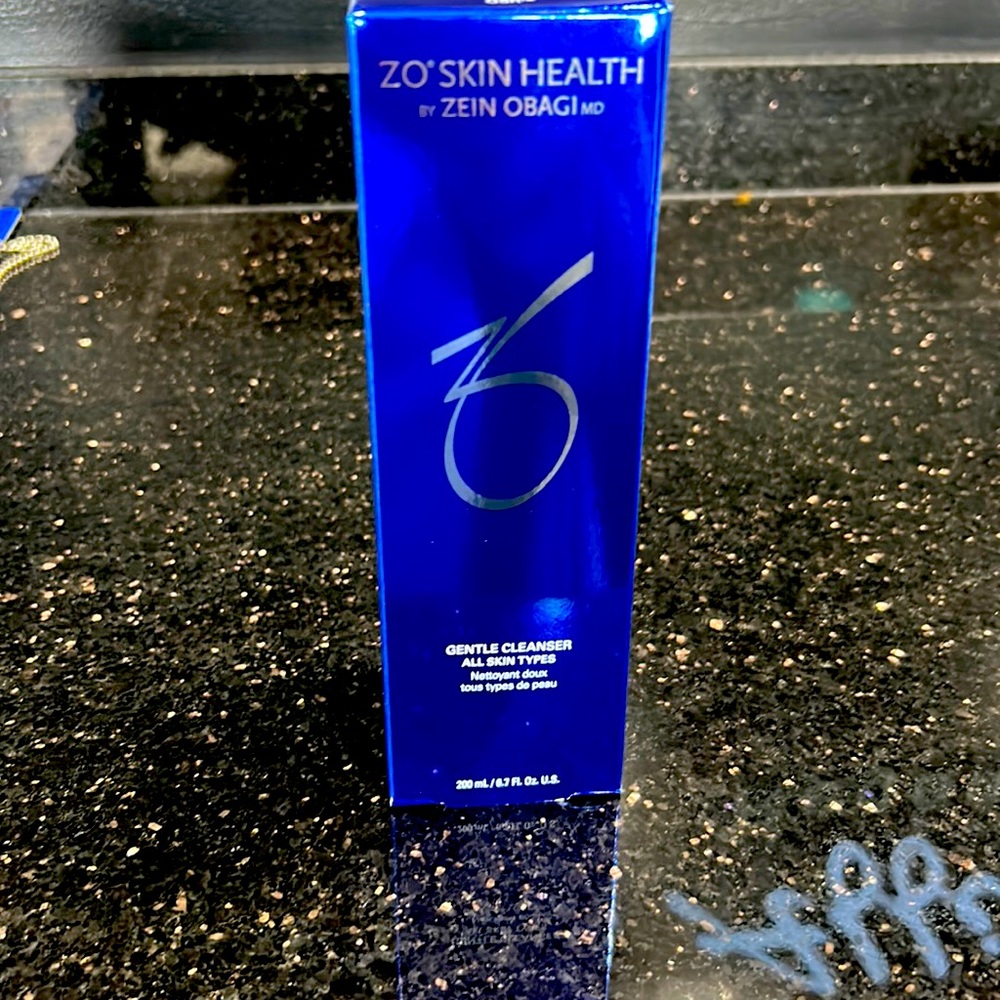 ZO® SKIN HEALTH
BY ZEIN OBAGI MD
GENTLE CLEANSER
ALL SKIN TYPES
Nettoyant doux
tous types de peau
200 mL / 6.7 Fl. Oz. U.S.